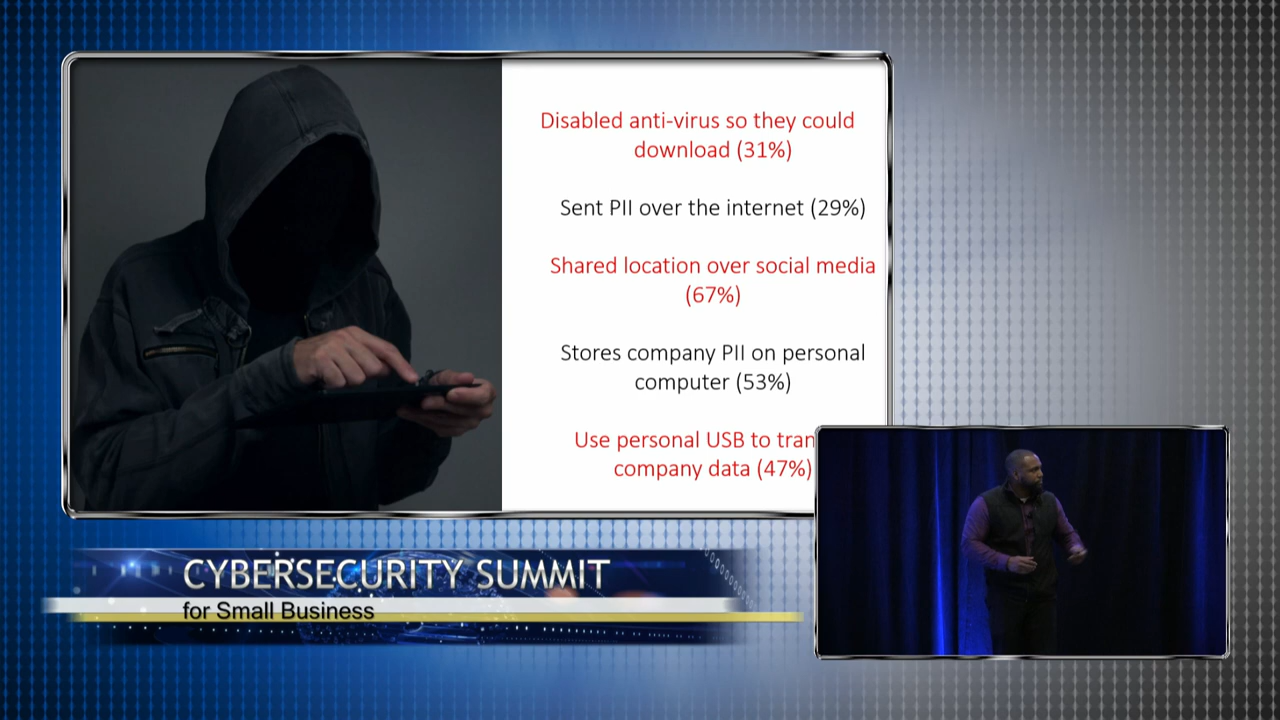 Disabled anti-virus so they could
download (31%)
Sent PII over the internet (29%)
Shared location over social media
(67%)
Stores company PII on personal
computer (53%)
Use personal USB to
company data (47%)
CYBERSECURITY SUMMIT
for Small Business